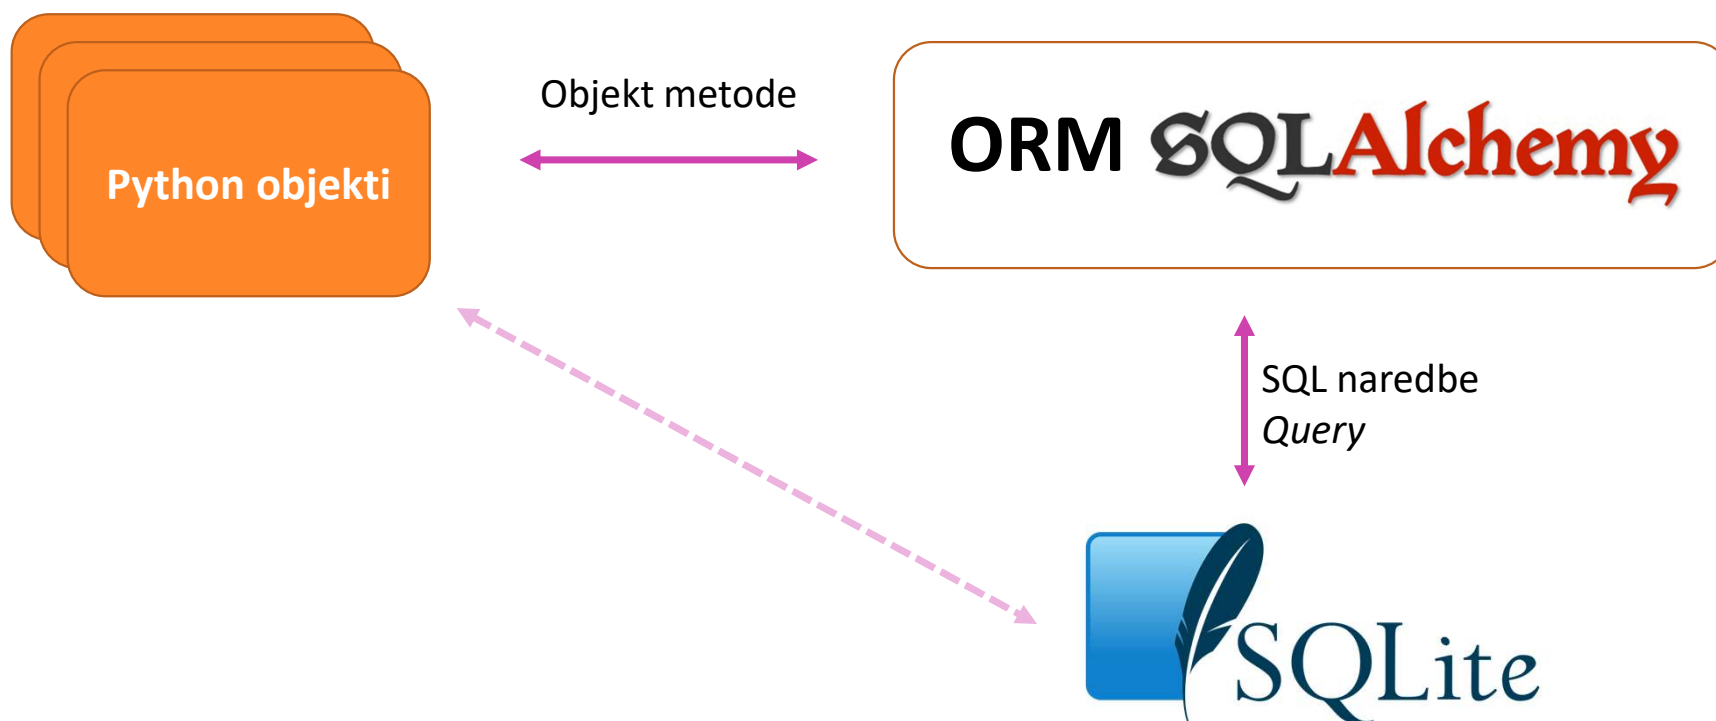 Objekt metode
ORM SQLAlchemy
Python objekti
SQL naredbe
Query
SQLite